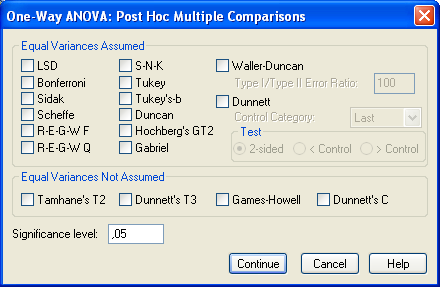 One-Way ANOVA: Post Hoc Multiple Comparisons
Equal Variances Assumed
LSD S-N-K Waller-Duncan
Bonferroni Tukey Type I/Type II Error Ratio: 100
Sidak Tukey's-b Dunnett
Scheffe Duncan Control Category: Last
R-E-G-W F Hochberg's GT2 Test
R-E-G-W Q Gabriel 2-sided < Control > Control
Equal Variances Not Assumed
Tamhane's T2 Dunnett's T3 Games-Howell Dunnett's C
Significance level: ,05
Continue Cancel Help